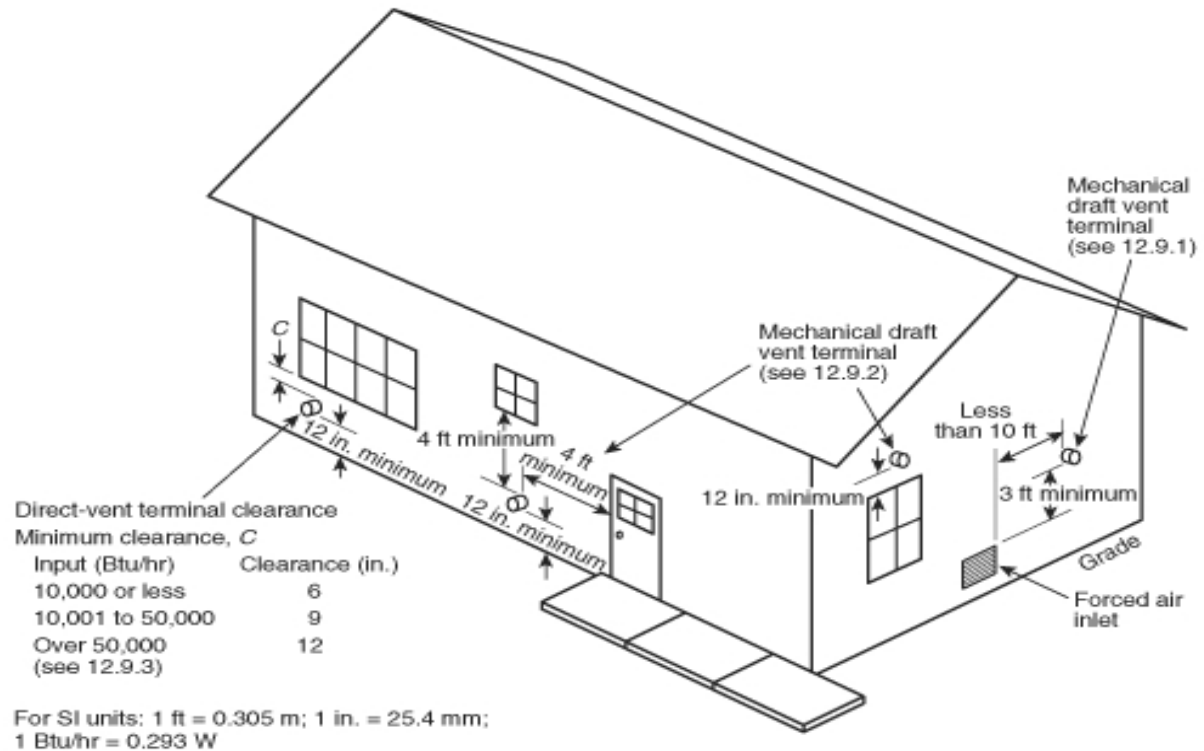 Mechanical
draft vent
terminal
(see 12.9.1)
Mechanical draft
vent terminal
(see 12.9.2)
C
Less
than 10 ft
4 ft minimum
4 ft
minimum
12 in. minimum
12 in. minimum
12 in. minimum
3 ft minimum
Grade
Forced air
inlet
Direct-vent terminal clearance
Minimum clearance, C
Input (Btu/hr) Clearance (in.)
10,000 or less 6
10,001 to 50,000 9
Over 50,000 12
(see 12.9.3)
For SI units: 1 ft = 0.305 m; 1 in. = 25.4 mm;
1 Btu/hr = 0.293 W